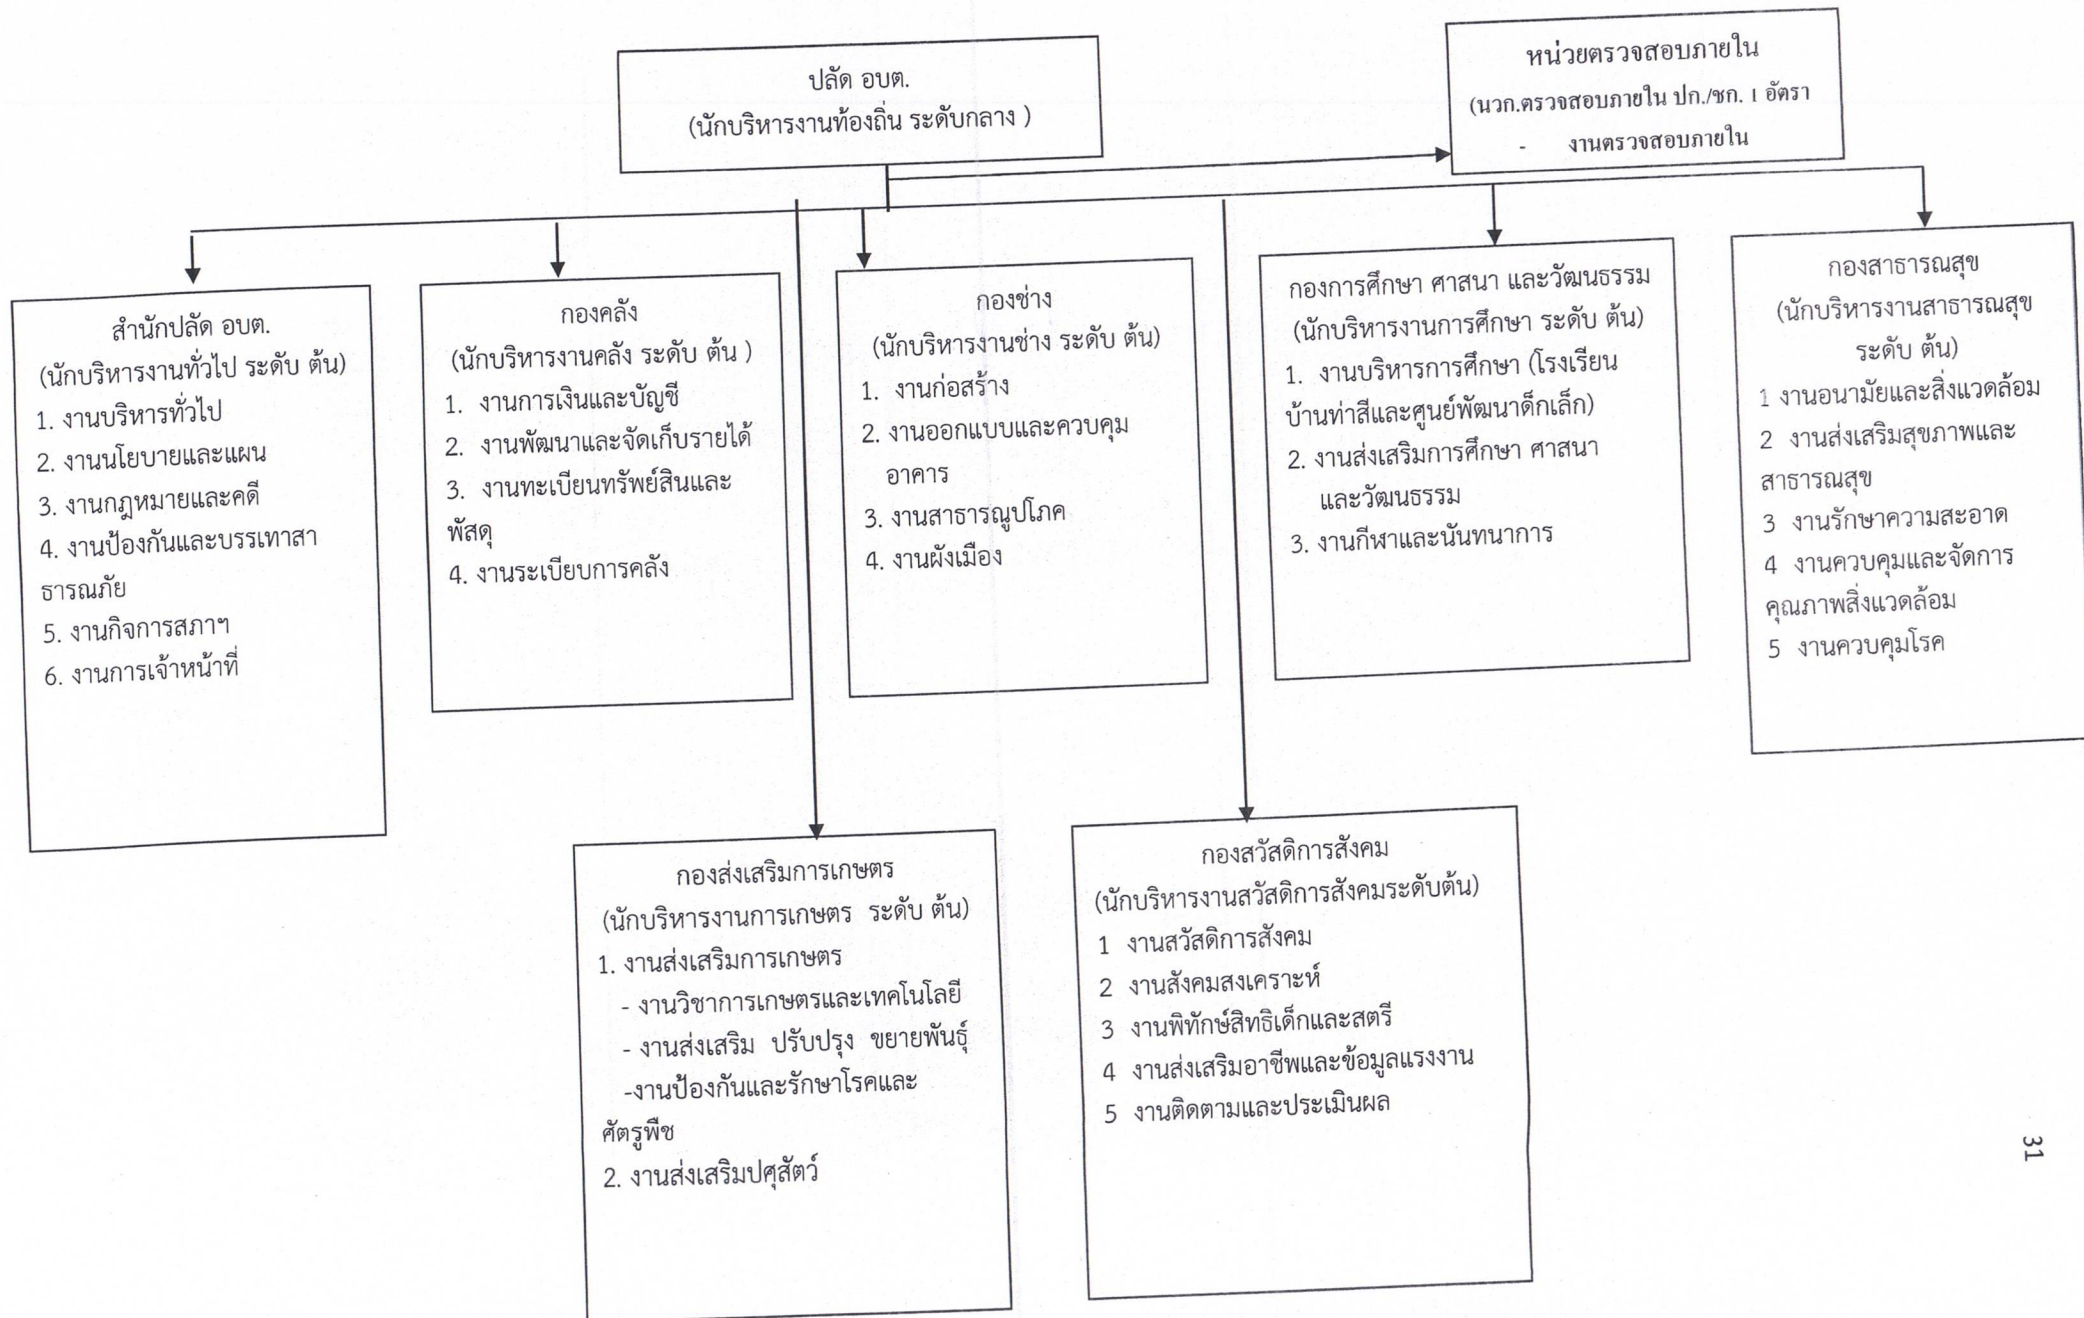 ปลัด อบต.
(นักบริหารงานท้องถิ่น ระดับกลาง )
หน่วยตรวจสอบภายใน
(นวก.ตรวจสอบภายใน ปก./ชก. 1 อัตรา
- งานตรวจสอบภายใน
สำนักปลัด อบต.
(นักบริหารงานทั่วไป ระดับ ต้น)
1. งานบริหารทั่วไป
2. งานนโยบายและแผน
3. งานกฎหมายและคดี
4. งานป้องกันและบรรเทาสา
ธารณภัย
5. งานกิจการสภาฯ
6. งานการเจ้าหน้าที่
กองคลัง
(นักบริหารงานคลัง ระดับ ต้น )
1. งานการเงินและบัญชี
2. งานพัฒนาและจัดเก็บรายได้
3. งานทะเบียนทรัพย์สินและ
พัสดุ
4. งานระเบียบการคลัง
กองช่าง
(นักบริหารงานช่าง ระดับ ต้น)
1. งานก่อสร้าง
2. งานออกแบบและควบคุม
อาคาร
3. งานสาธารณูปโภค
4. งานผังเมือง
กองการศึกษา ศาสนา และวัฒนธรรม
(นักบริหารงานการศึกษา ระดับ ต้น)
1. งานบริหารการศึกษา (โรงเรียน
บ้านท่าสีและศูนย์พัฒนาด็กเล็ก)
2. งานส่งเสริมการศึกษา ศาสนา
และวัฒนธรรม
3. งานกีฬาและนันทนาการ
กองสาธารณสุข
(นักบริหารงานสาธารณสุข
ระดับ ต้น)
1 งานอนามัยและสิ่งแวดล้อม
2 งานส่งเสริมสุขภาพและ
สาธารณสุข
3 งานรักษาความสะอาด
4 งานควบคุมและจัดการ
คุณภาพสิ่งแวดล้อม
5 งานควบคุมโรค
กองส่งเสริมการเกษตร
(นักบริหารงานการเกษตร ระดับ ต้น)
1. งานส่งเสริมการเกษตร
- งานวิชาการเกษตรและเทคโนโลยี
- งานส่งเสริม ปรับปรุง ขยายพันธุ์
-งานป้องกันและรักษาโรคและ
ศัตรูพืช
2. งานส่งเสริมปศุสัตว์
กองสวัสดิการสังคม
(นักบริหารงานสวัสดิการสังคมระดับต้น)
1 งานสวัสดิการสังคม
2 งานสังคมสงเคราะห์
3 งานพิทักษ์สิทธิเด็กและสตรี
4 งานส่งเสริมอาชีพและข้อมูลแรงงาน
5 งานติดตามและประเมินผล
31